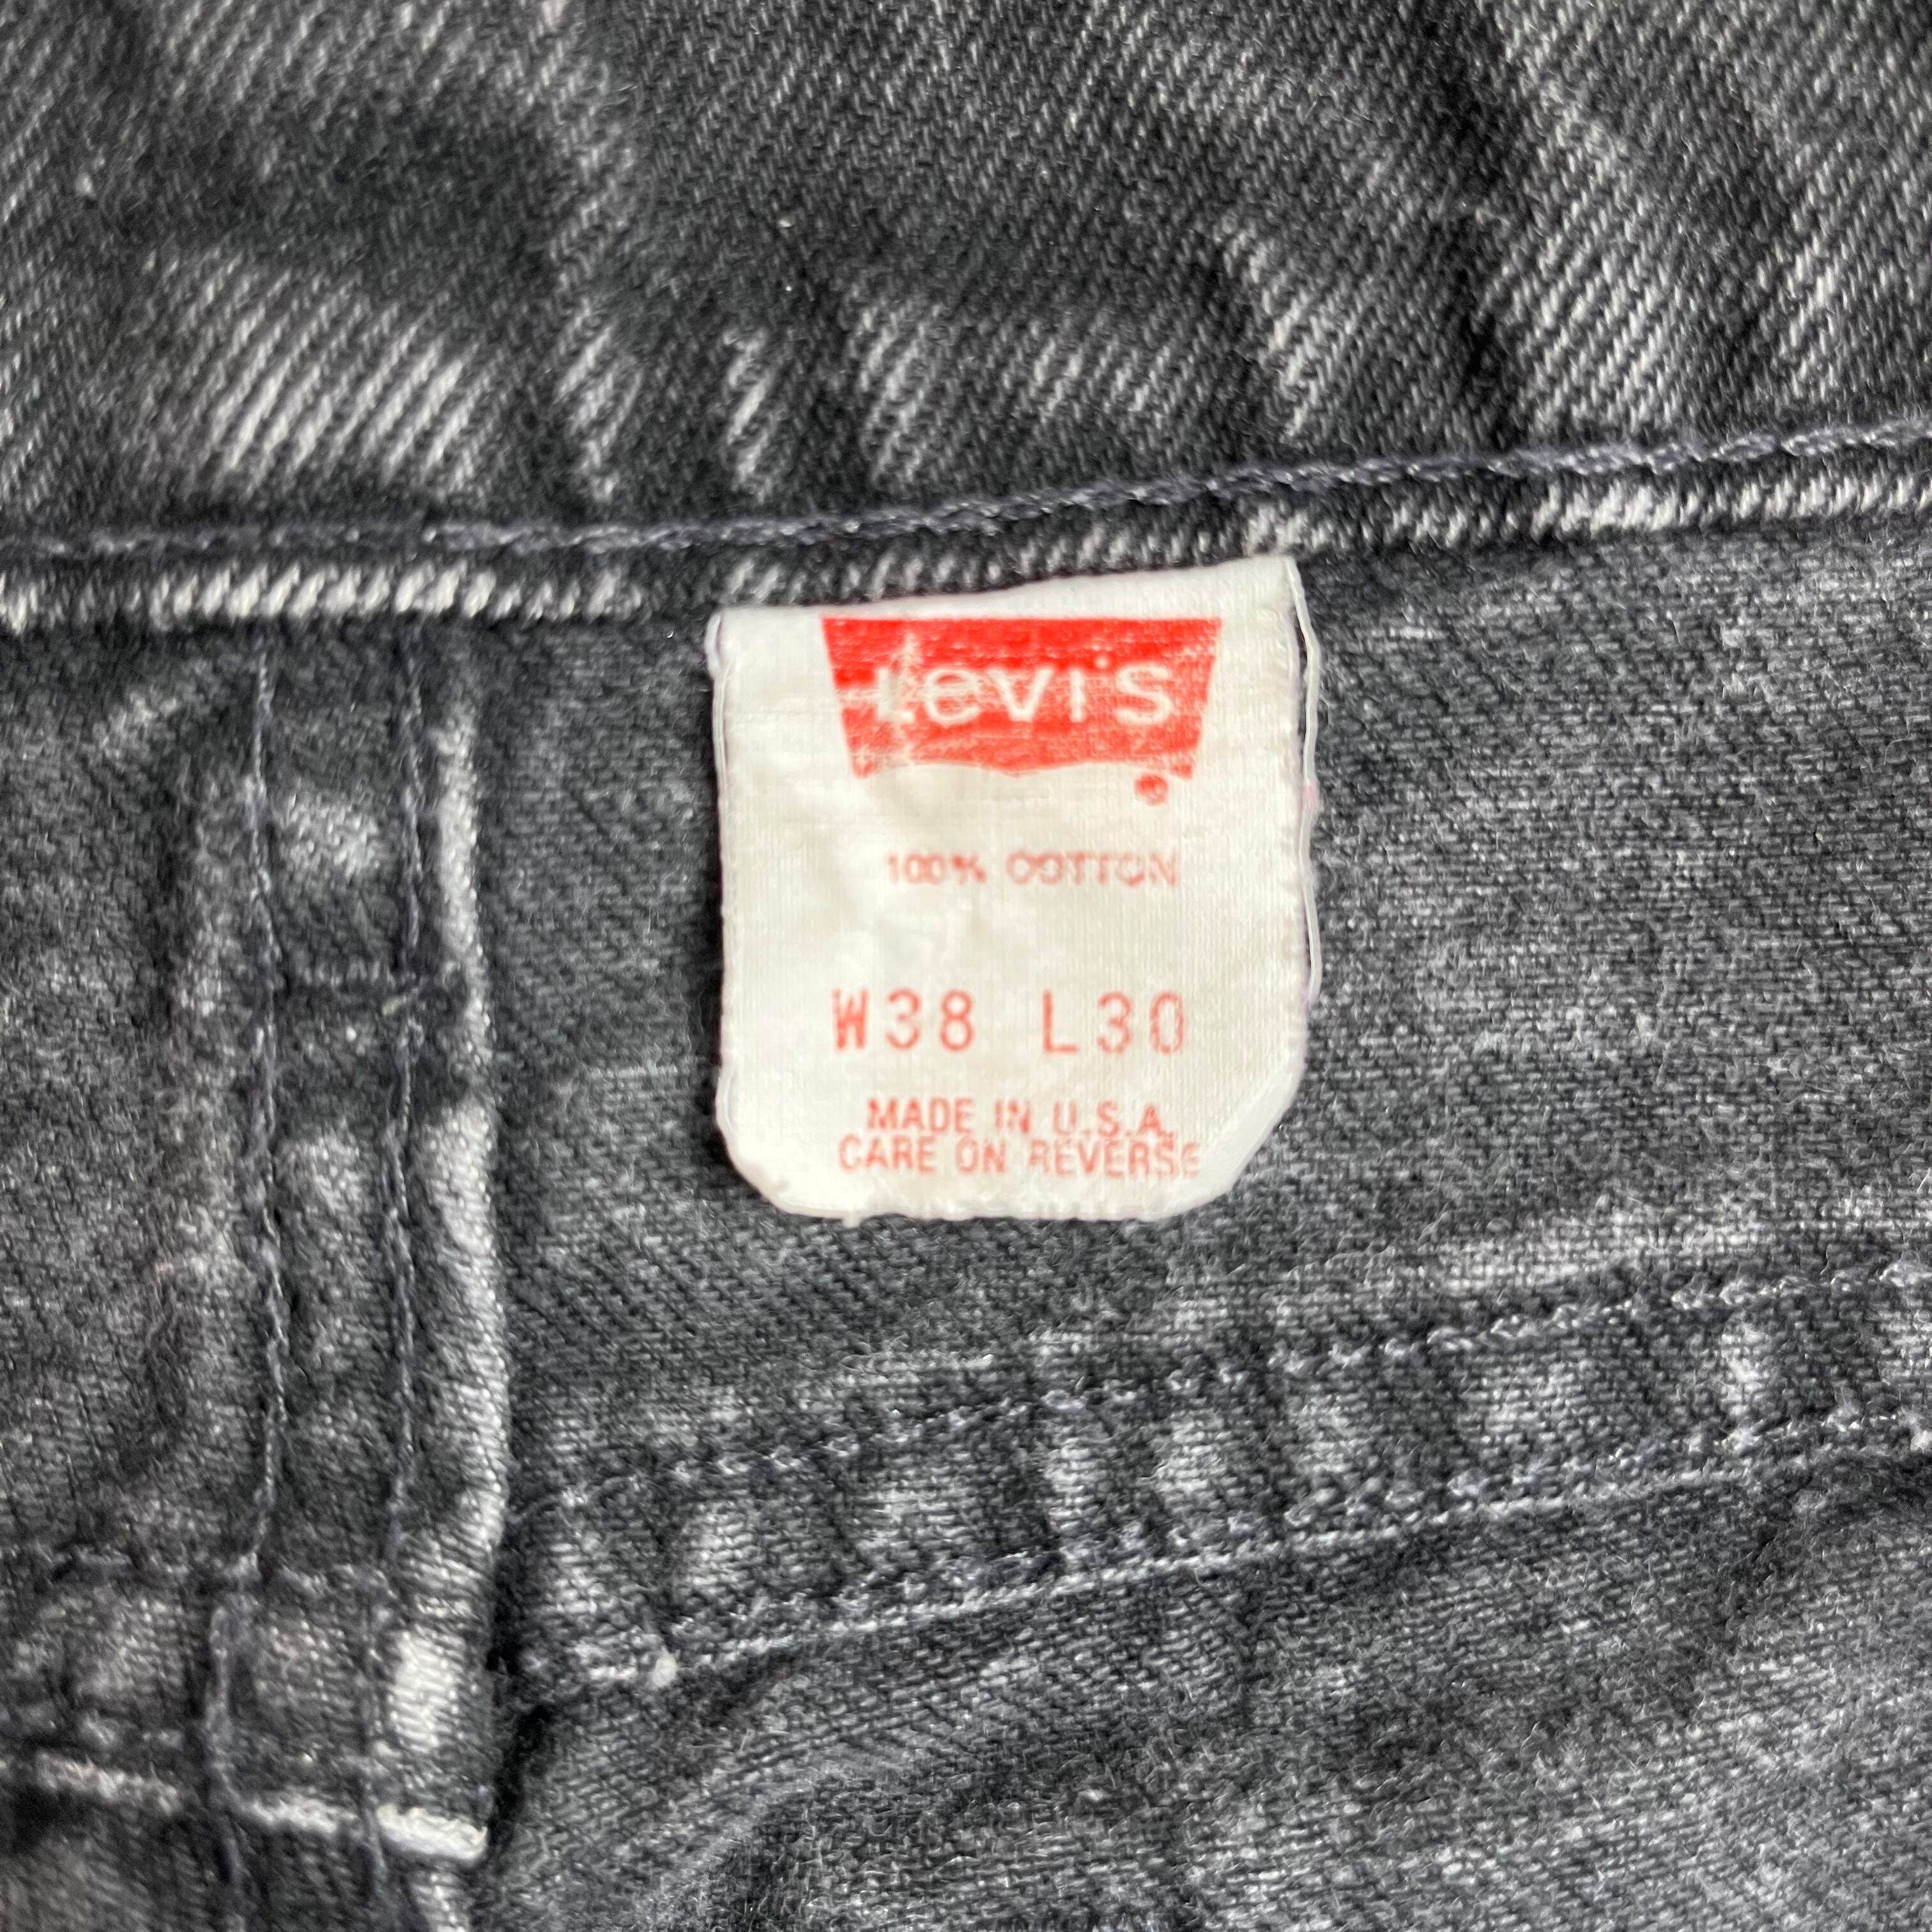 Levi's
100% COTTON
W38 L30
MADE IN U.S.A.
CARE ON REVERSE